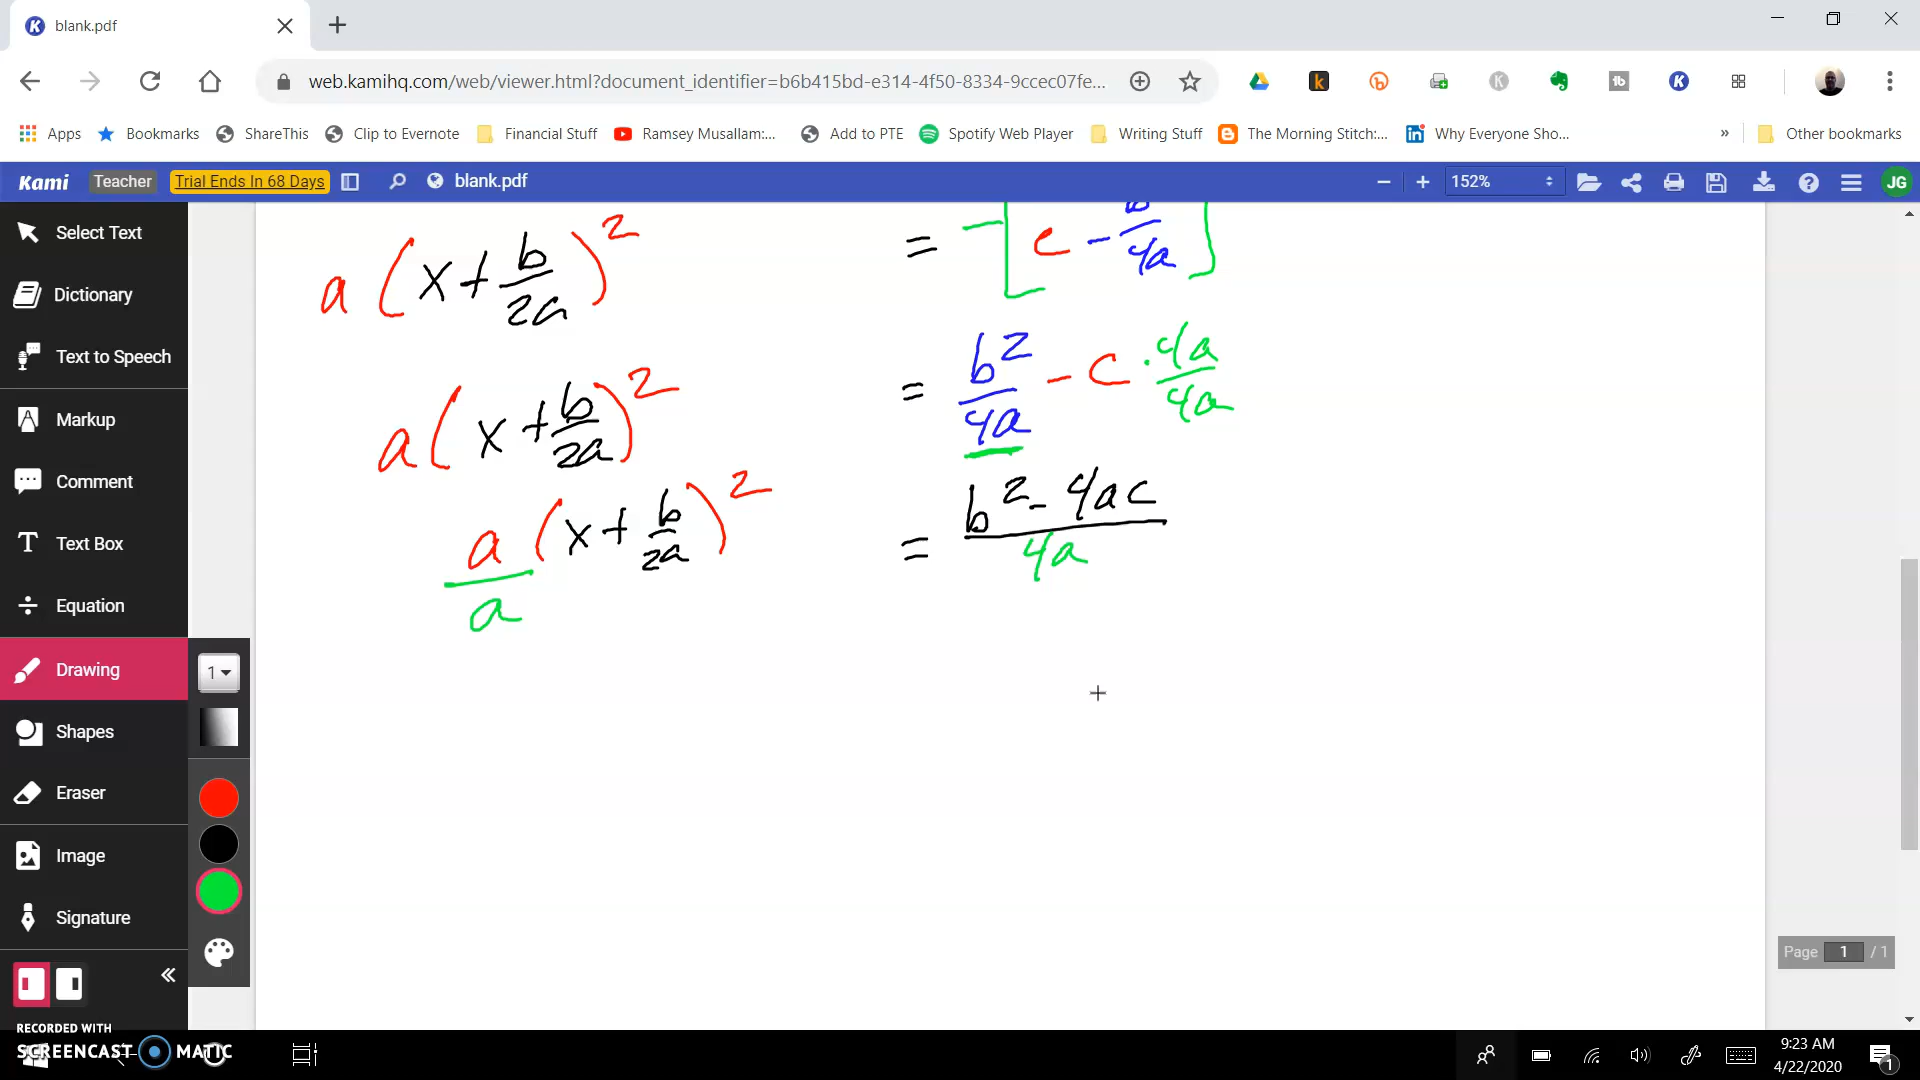 blank.pdf
web.kamihq.com/web/viewer.html?document_identifier=b6b415bd-e314-4f50-8334-9ccec07fe...
Apps Bookmarks ShareThis Clip to Evernote Financial Stuff Ramsey Musallam:... Add to PTE Spotify Web Player Writing Stuff The Morning Stitch:... Why Everyone Sho... » Other bookmarks
Kami Teacher Trial Ends In 68 Days blank.pdf 152% JG
Select Text
Dictionary
Text to Speech
Markup
Comment
Text Box
Equation
Drawing
Shapes
Eraser
Image
Signature
1
a(x+b/2a)² = -[c - b/4a]
a(x+b/2a)² = b²/4a - c·4a/4a
a/a(x+b/2a)² = b²-4ac/4a
Page 1 / 1
RECORDED WITH
SCREENCAST MATIC
9:23 AM
4/22/2020
1